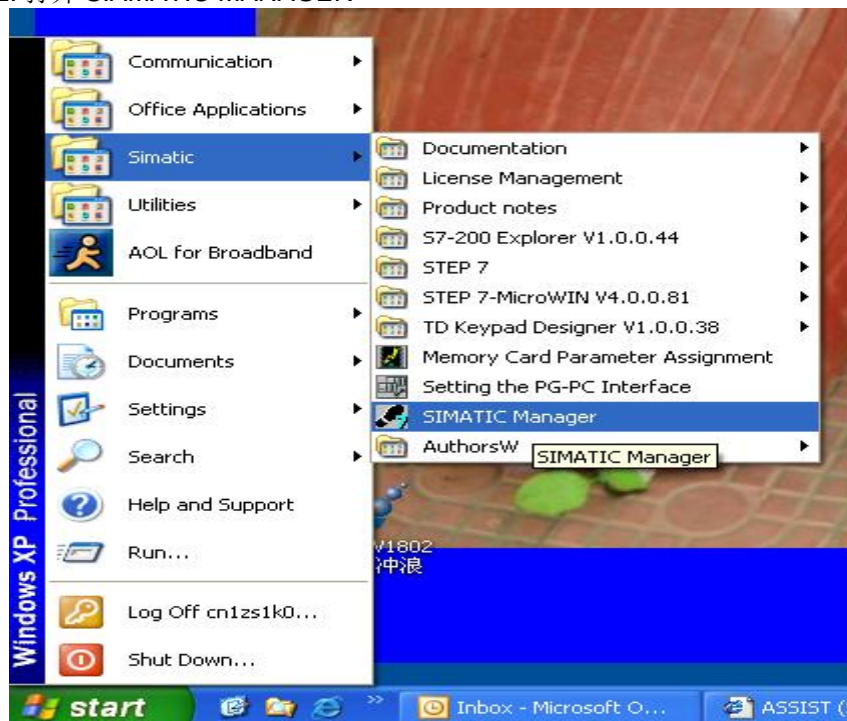 Communication
Office Applications
Simatic
Utilities
AOL for Broadband
Programs
Documents
Settings
Search
Help and Support
Run...
Log Off cn1zs1k0...
Shut Down...
Windows XP Professional
Documentation
License Management
Product notes
S7-200 Explorer V1.0.0.44
STEP 7
STEP 7-MicroWIN V4.0.0.81
TD Keypad Designer V1.0.0.38
Memory Card Parameter Assignment
Setting the PG-PC Interface
SIMATIC Manager
AuthorsW
SIMATIC Manager
V1802
冲浪
start
»
Inbox - Microsoft O...
ASSIST (